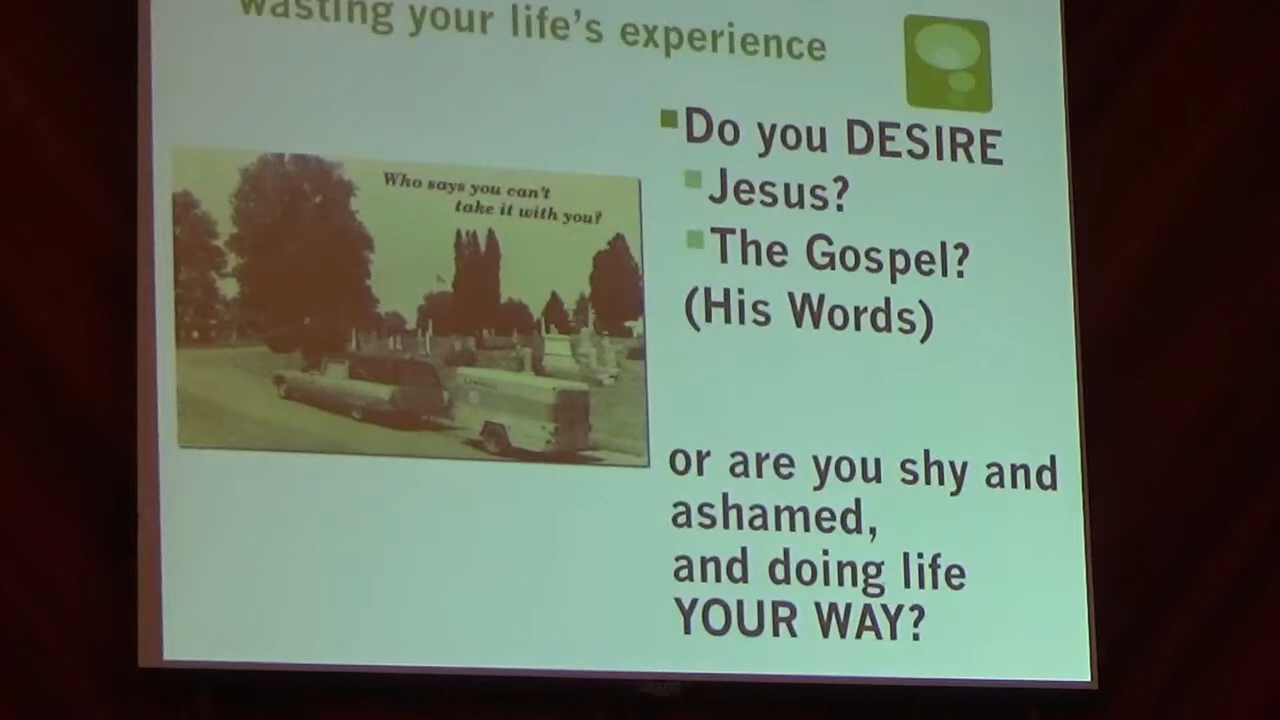 wasting your life's experience
Who says you can't
take it with you?
Do you DESIRE
Jesus?
The Gospel?
(His Words)
or are you shy and
ashamed,
and doing life
YOUR WAY?